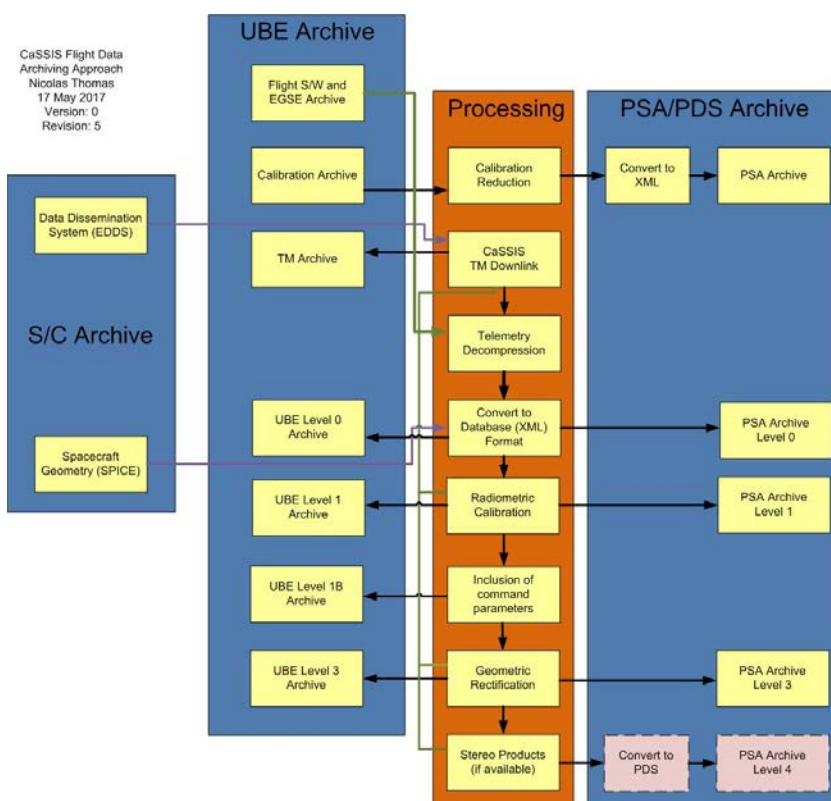 CaSSIS Flight Data
Archiving Approach
Nicolas Thomas
17 May 2017
Version: 0
Revision: 5
S/C Archive
Data Dissemination
System (EDDS)
Spacecraft
Geometry (SPICE)
UBE Archive
Flight S/W and
EGSE Archive
Calibration Archive
TM Archive
UBE Level 0
Archive
UBE Level 1
Archive
UBE Level 1B
Archive
UBE Level 3
Archive
Processing
Calibration
Reduction
CaSSIS
TM Downlink
Telemetry
Decompression
Convert to
Database (XML)
Format
Radiometric
Calibration
Inclusion of
command
parameters
Geometric
Rectification
Stereo Products
(if available)
PSA/PDS Archive
Convert to
XML
PSA Archive
PSA Archive
Level 0
PSA Archive
Level 1
PSA Archive
Level 3
Convert to
PDS
PSA Archive
Level 4